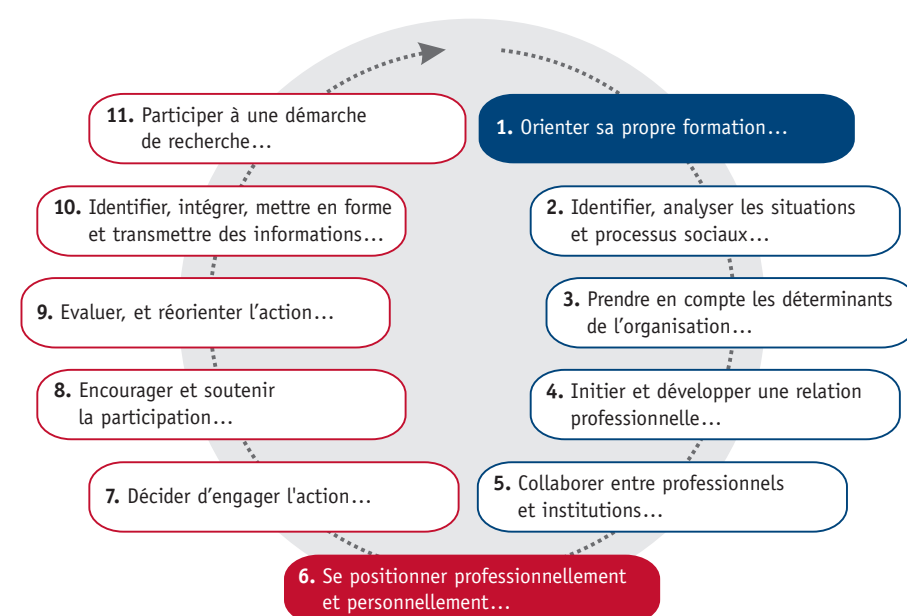 1. Orienter sa propre formation…
2. Identifier, analyser les situations
et processus sociaux…
3. Prendre en compte les déterminants
de l’organisation…
4. Initier et développer une relation
professionnelle…
5. Collaborer entre professionnels
et institutions…
6. Se positionner professionnellement
et personnellement…
7. Décider d’engager l'action…
8. Encourager et soutenir
la participation…
9. Evaluer, et réorienter l’action…
10. Identifier, intégrer, mettre en forme
et transmettre des informations…
11. Participer à une démarche
de recherche…